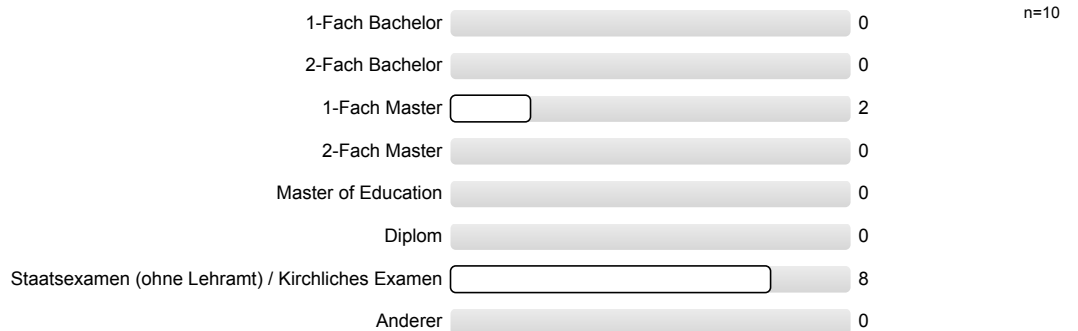 1-Fach Bachelor 0 n=10
2-Fach Bachelor 0
1-Fach Master 2
2-Fach Master 0
Master of Education 0
Diplom 0
Staatsexamen (ohne Lehramt) / Kirchliches Examen 8
Anderer 0